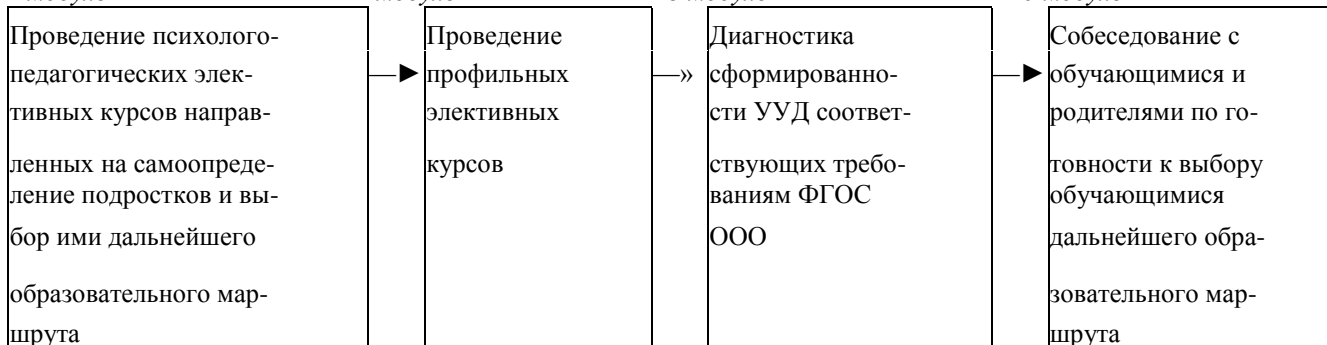 Проведение психолого-
педагогических элек-
тивных курсов направ-
ленных на самоопреде-
ление подростков и вы-
бор ими дальнейшего
образовательного мар-
шрута
Проведение
профильных
элективных
курсов
Диагностика
сформированно-
сти УУД соответ-
ствующих требо-
ваниям ФГОС
ООО
Собеседование с
обучающимися и
родителями по го-
товности к выбору
обучающимися
дальнейшего обра-
зовательного мар-
шрута